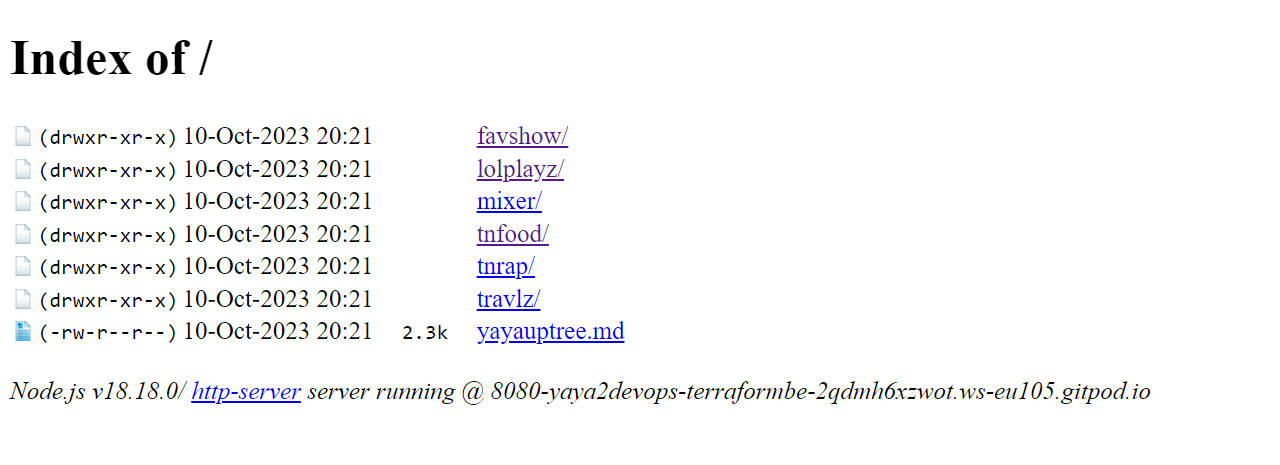 Index of /
(drwxr-xr-x) 10-Oct-2023 20:21 favshow/
(drwxr-xr-x) 10-Oct-2023 20:21 lolplayz/
(drwxr-xr-x) 10-Oct-2023 20:21 mixer/
(drwxr-xr-x) 10-Oct-2023 20:21 tnfood/
(drwxr-xr-x) 10-Oct-2023 20:21 tnrap/
(drwxr-xr-x) 10-Oct-2023 20:21 travlz/
(-rw-r--r--) 10-Oct-2023 20:21 2.3k yayauptree.md
Node.js v18.18.0/ http-server server running @ 8080-yaya2devops-terraformbe-2qdmh6xzwot.ws-eu105.gitpod.io